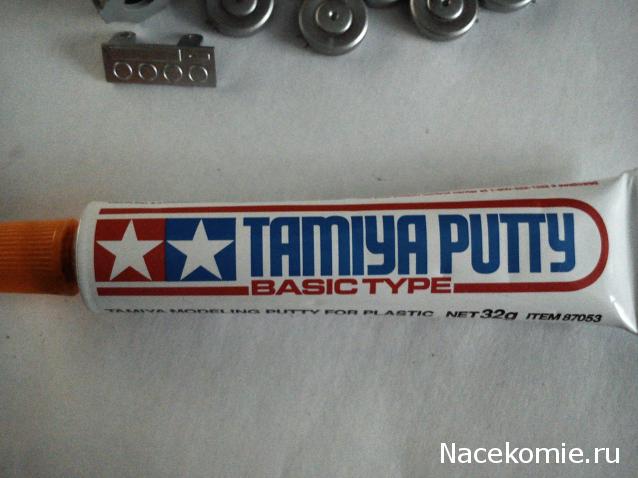 TAMIYA PUTTY
BASIC TYPE
TAMIYA MODELING PUTTY FOR PLASTIC NET 32g ITEM 87053
Nacekomie.ru